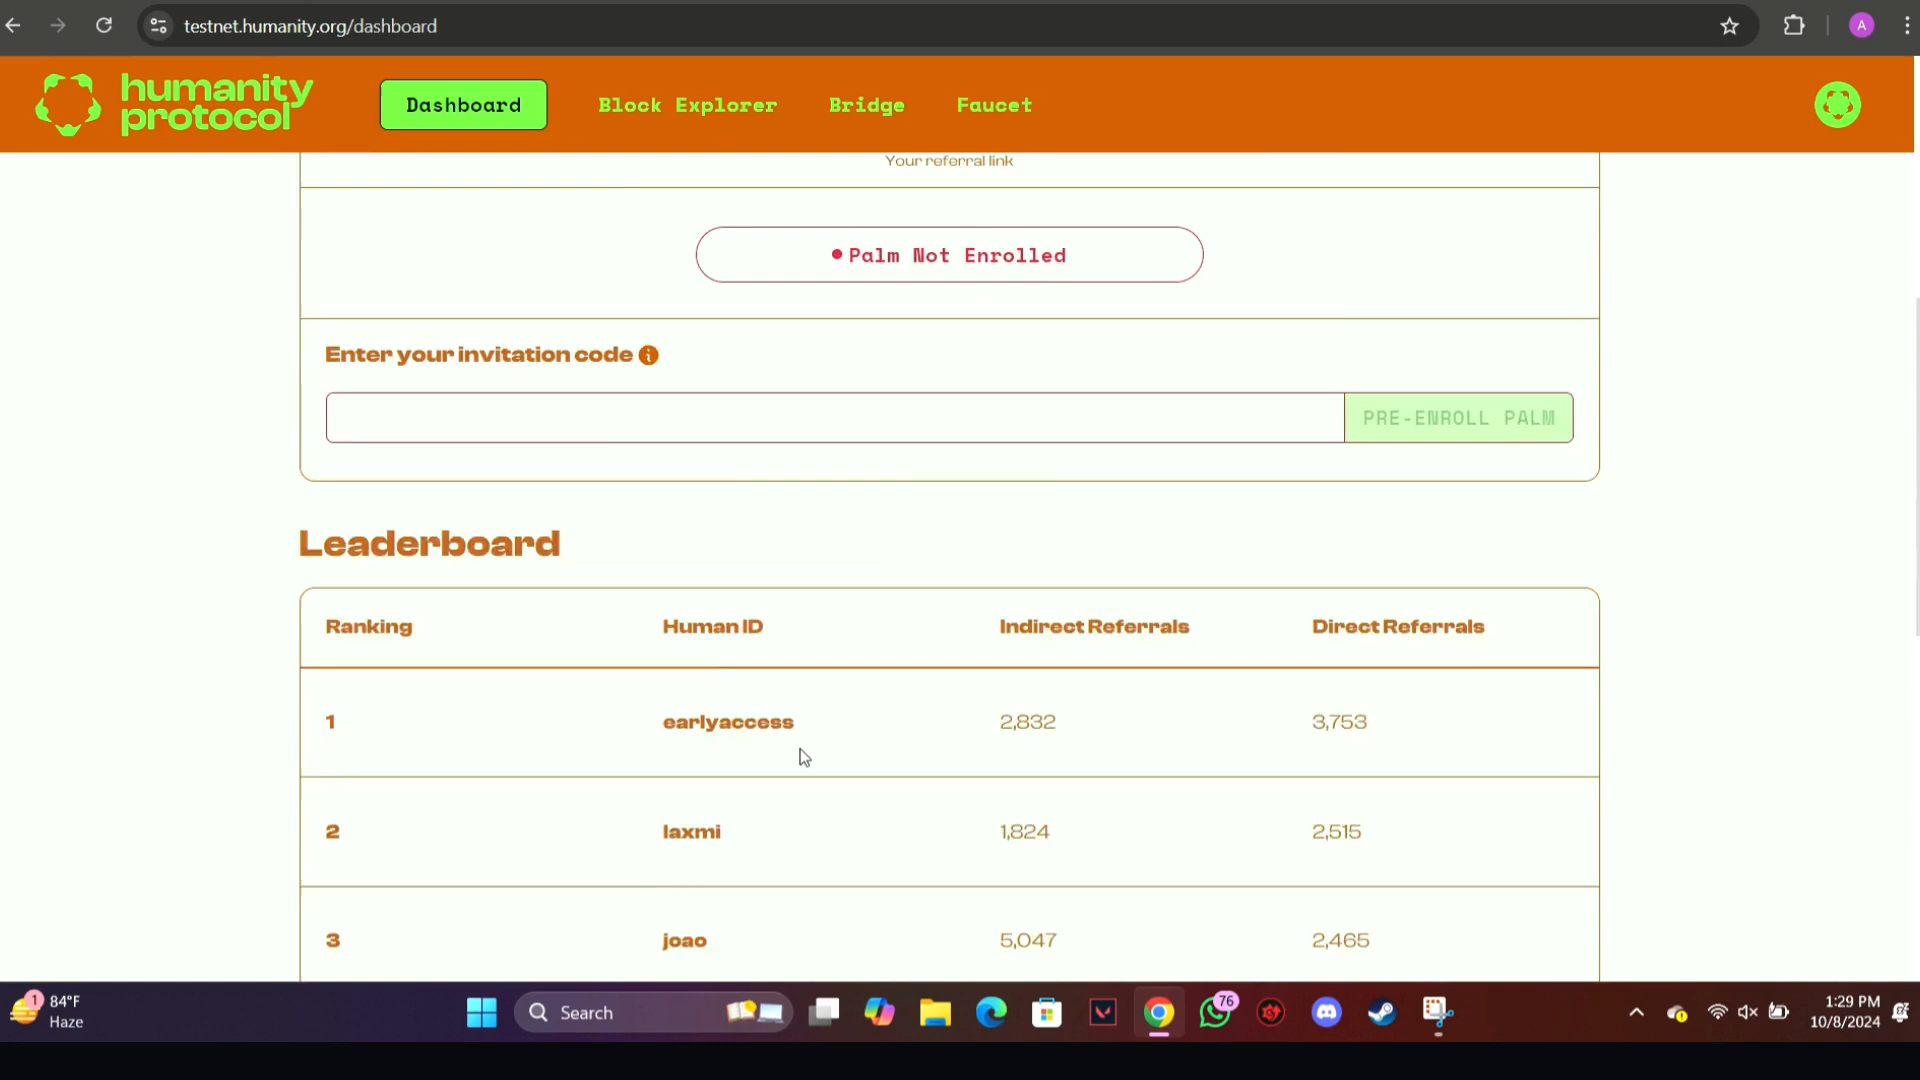 testnet.humanity.org/dashboard
A
humanity
protocol
Dashboard
Block Explorer
Bridge
Faucet
Your referral link
Palm Not Enrolled
Enter your invitation code
PRE-ENROLL PALM
Leaderboard
Ranking Human ID Indirect Referrals Direct Referrals
1 earlyaccess 2,832 3,753
2 laxmi 1,824 2,515
3 joao 5,047 2,465
1
84°F
Haze
Search
76
1:29 PM
10/8/2024